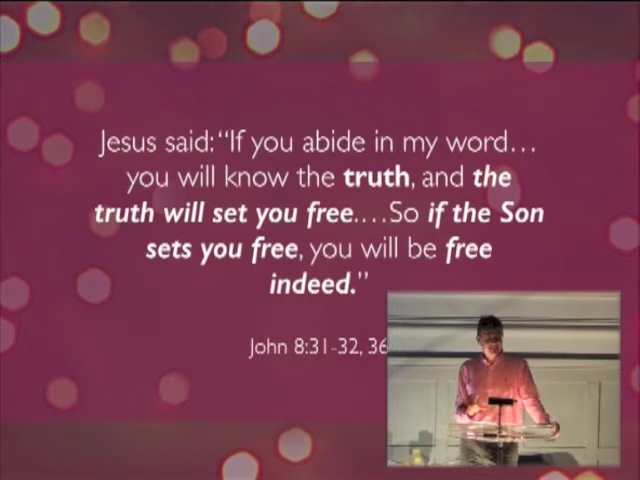 Jesus said: “If you abide in my word…
you will know the truth, and the
truth will set you free.…So if the Son
sets you free, you will be free
indeed.”
John 8:31-32, 36